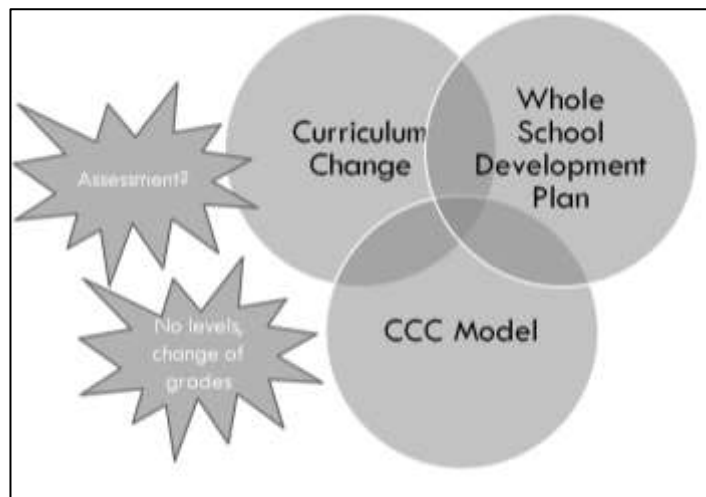 Curriculum
Change
Whole
School
Development
Plan
Assessment?
CCC Model
No levels,
change of
grades